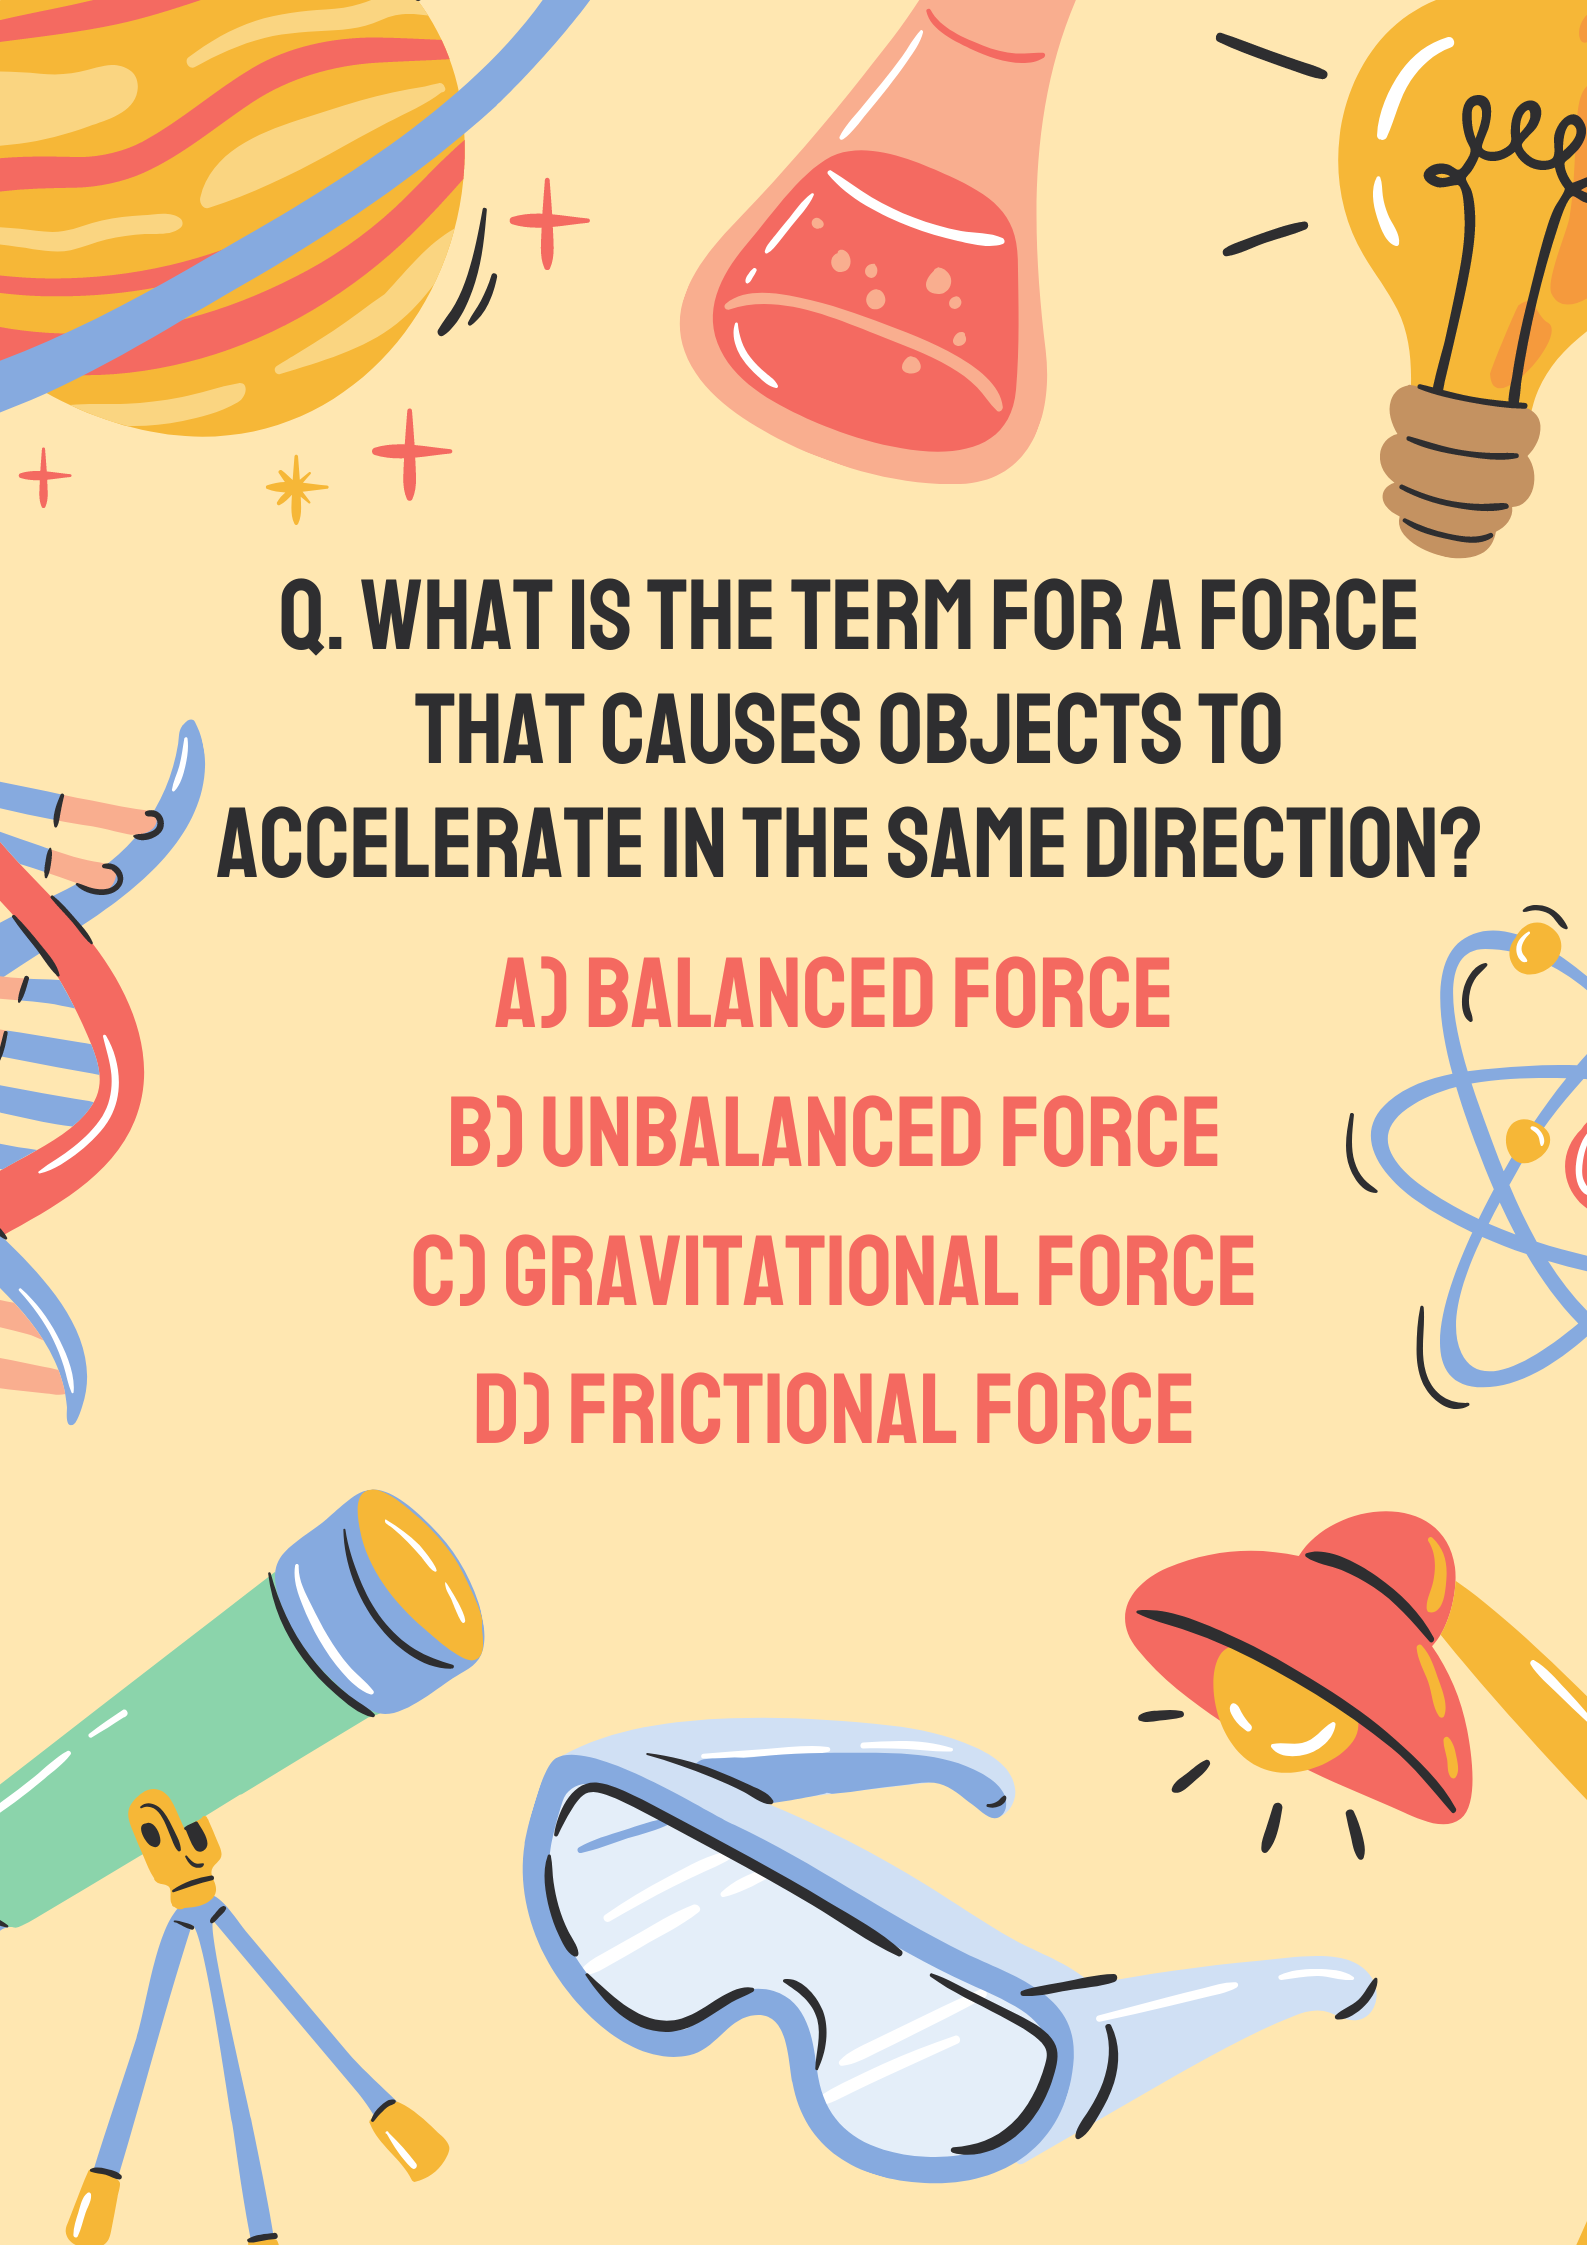 Q. WHAT IS THE TERM FOR A FORCE
THAT CAUSES OBJECTS TO
ACCELERATE IN THE SAME DIRECTION?
A) BALANCED FORCE
B) UNBALANCED FORCE
C) GRAVITATIONAL FORCE
D) FRICTIONAL FORCE